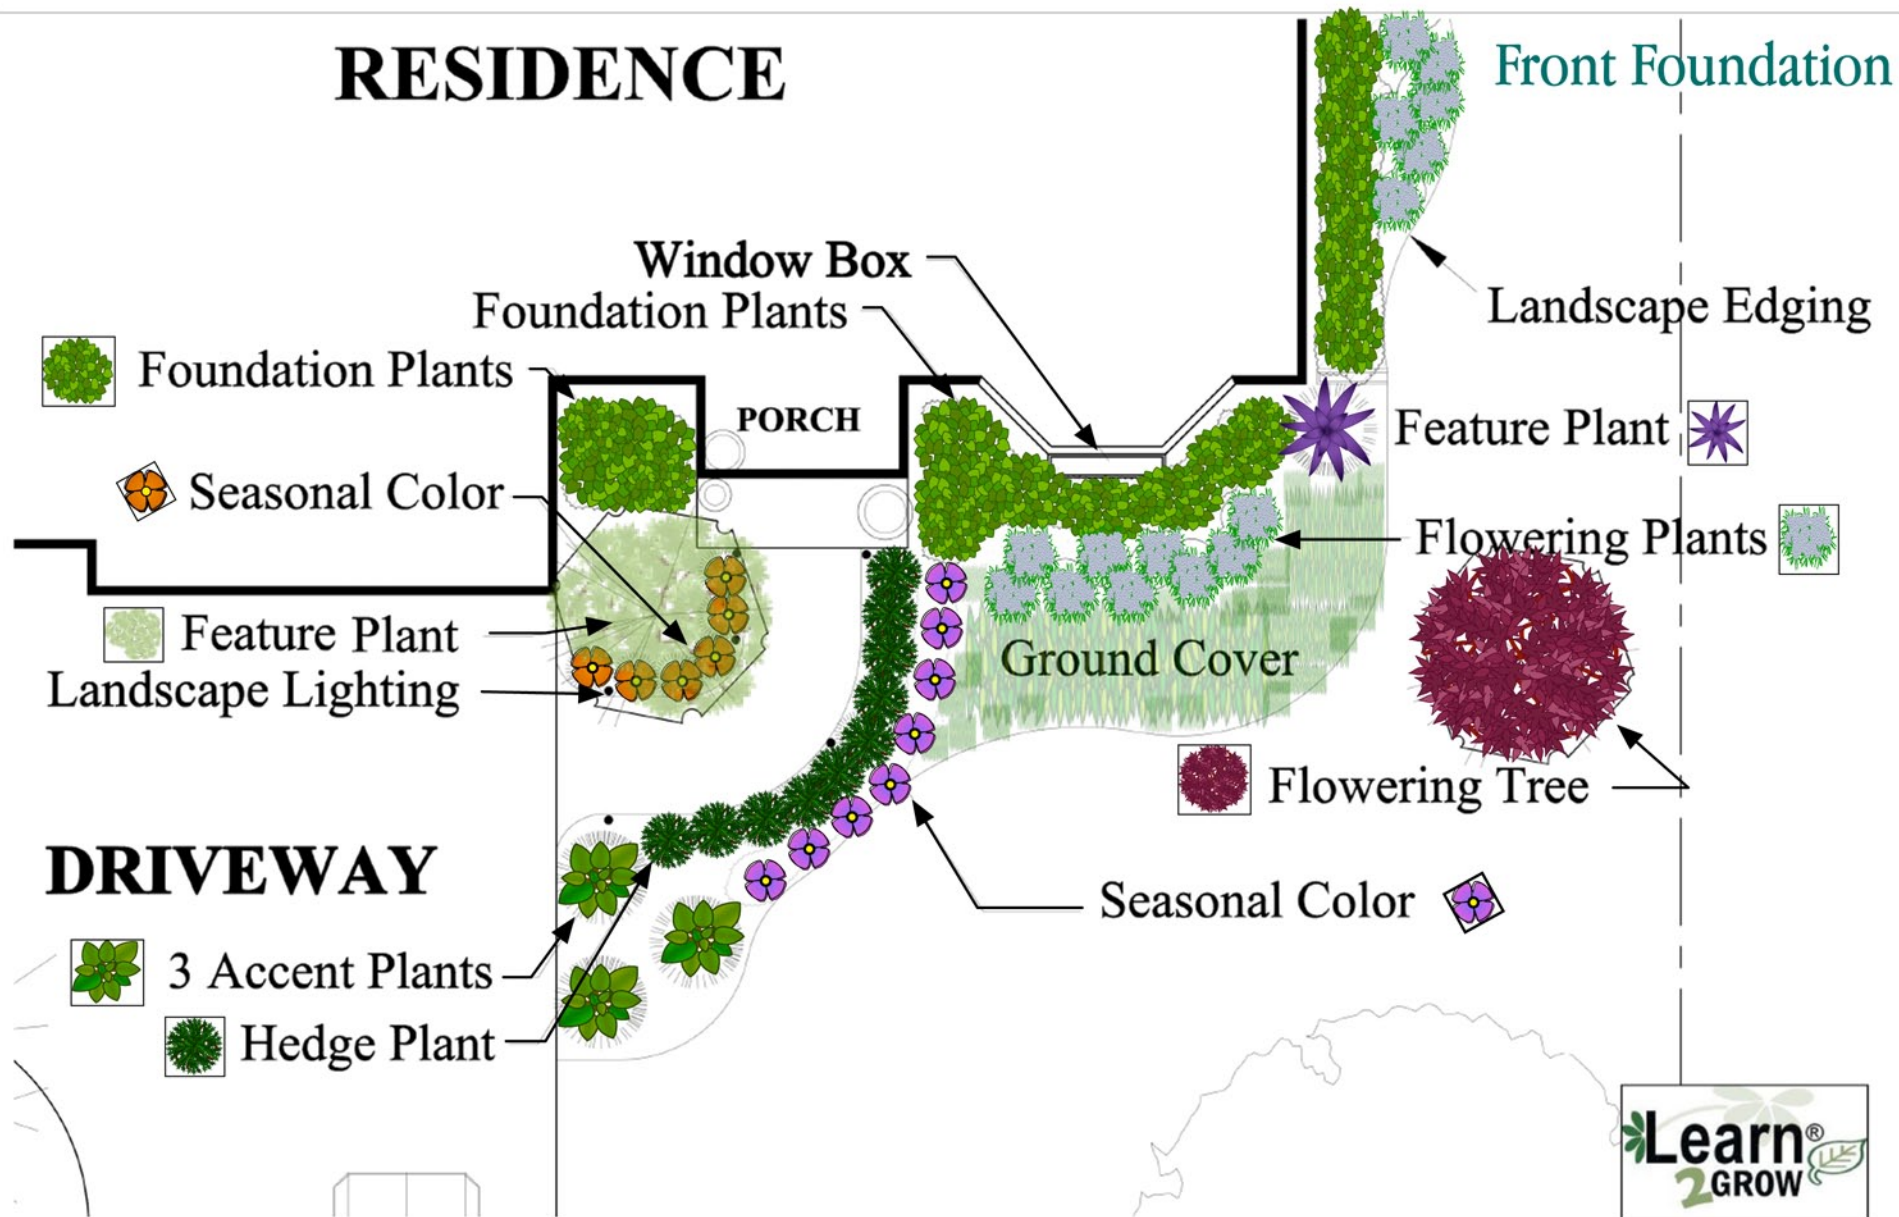 RESIDENCE
Front Foundation
Window Box
Foundation Plants
Landscape Edging
Foundation Plants
PORCH
Feature Plant
Seasonal Color
Flowering Plants
Feature Plant
Ground Cover
Landscape Lighting
Flowering Tree
DRIVEWAY
Seasonal Color
3 Accent Plants
Hedge Plant
Learn®
2GROW